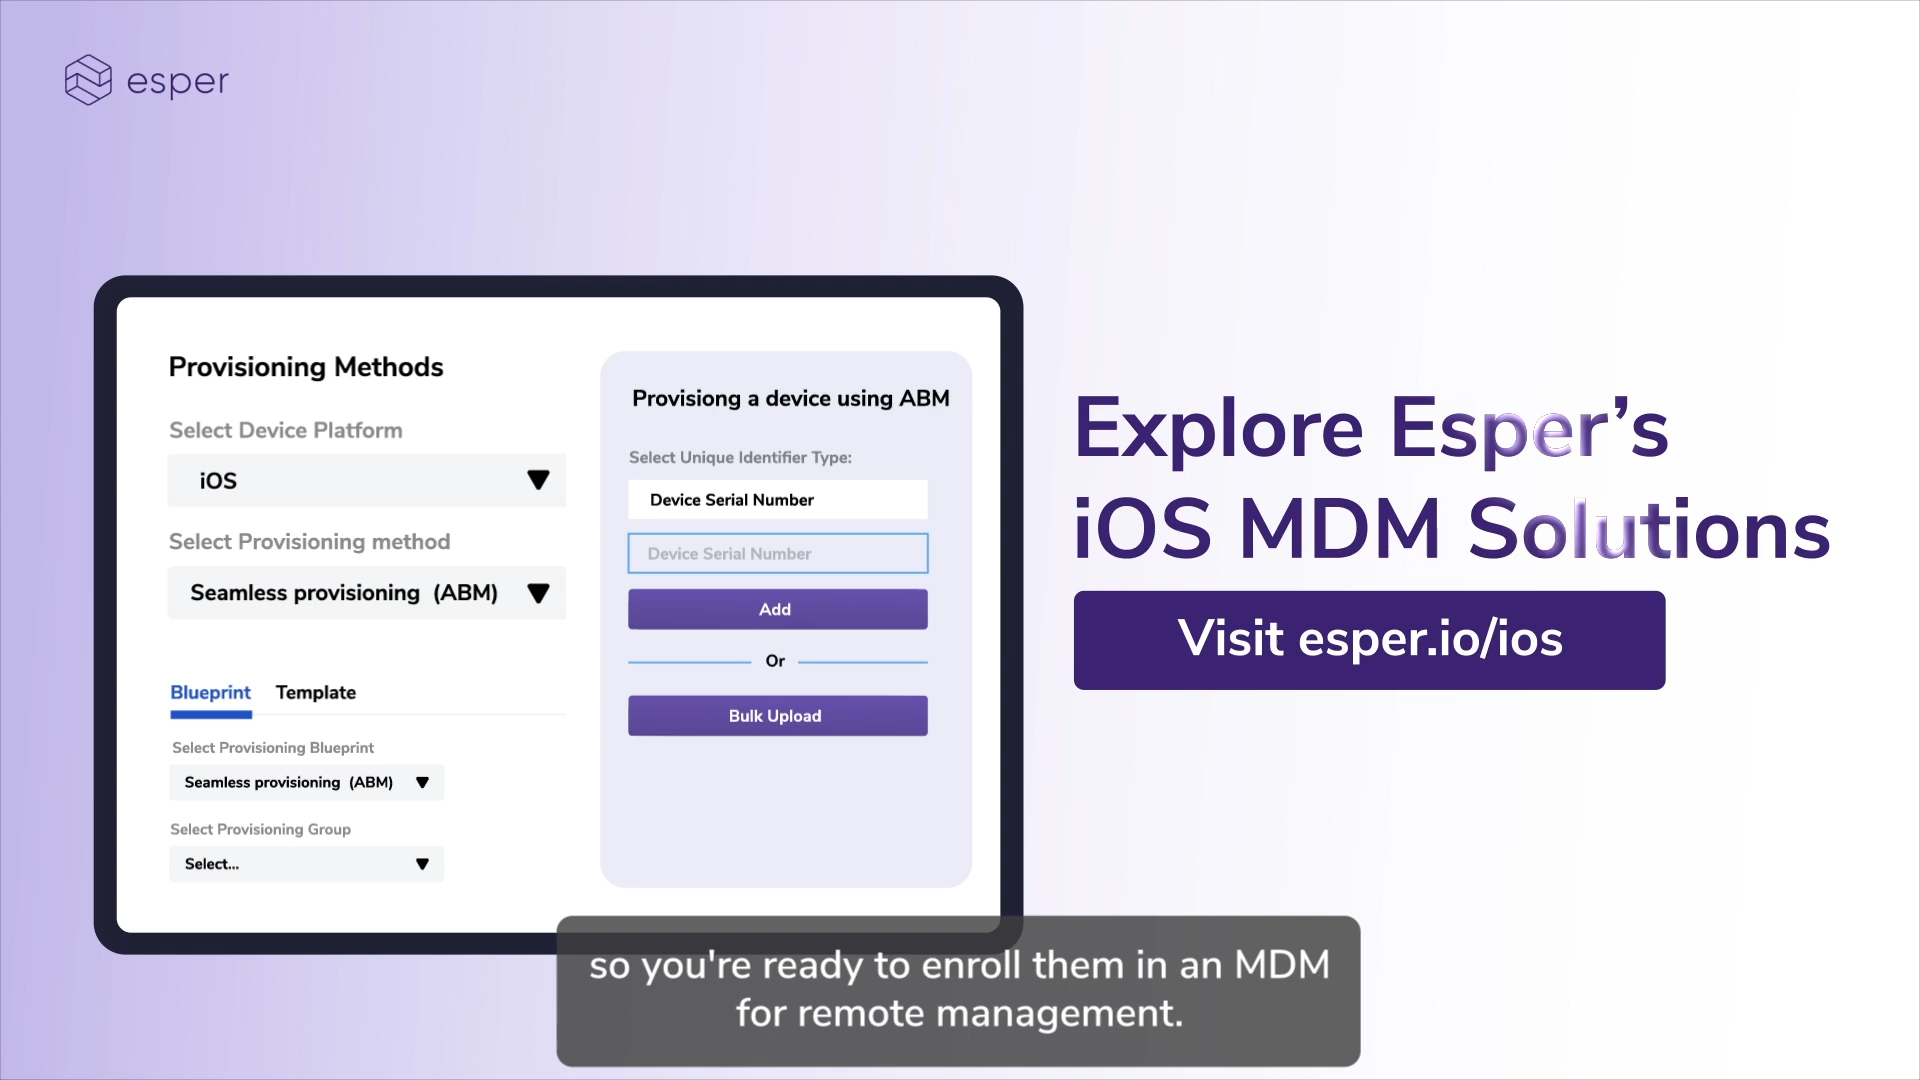 esper
Provisioning Methods
Select Device Platform
iOS
Select Provisioning method
Seamless provisioning (ABM)
Blueprint Template
Select Provisioning Blueprint
Seamless provisioning (ABM)
Select Provisioning Group
Select...
Provisiong a device using ABM
Select Unique Identifier Type:
Device Serial Number
Device Serial Number
Add
Or
Bulk Upload
Explore Esper’s
iOS MDM Solutions
Visit esper.io/ios
so you're ready to enroll them in an MDM
for remote management.